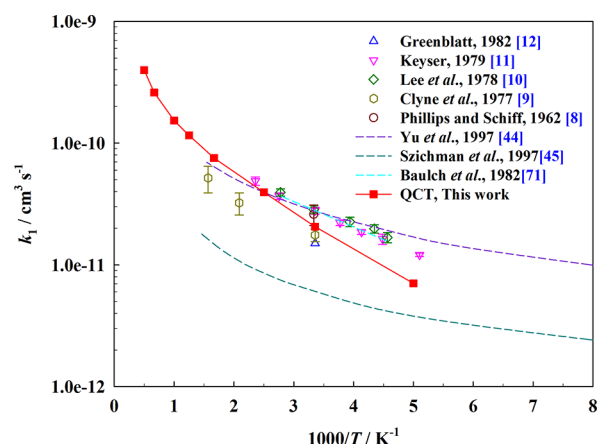 1.0e-9
Greenblatt, 1982 [12]
Keyser, 1979 [11]
Lee et al., 1978 [10]
Clyne et al., 1977 [9]
Phillips and Schiff, 1962 [8]
Yu et al., 1997 [44]
Szichman et al., 1997[45]
Baulch et al., 1982[71]
QCT, This work
1.0e-10
k1 / cm3 s-1
1.0e-11
1.0e-12
0 1 2 3 4 5 6 7 8
1000/T / K-1